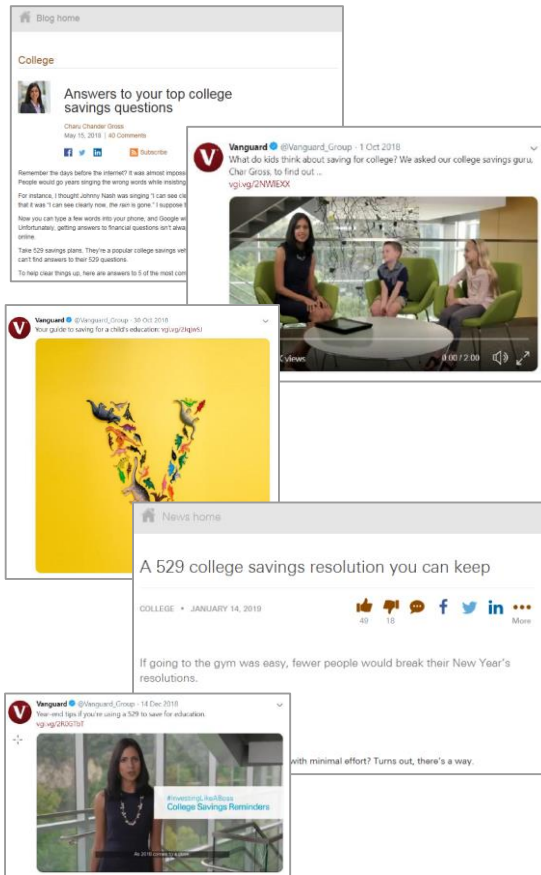 Blog home
College
Answers to your top college
savings questions
Charu Chander Gross
May 15, 2018 | 40 Comments
Subscribe
Remember the days before the internet? It was almost impos
People would go years singing the wrong words while insisting
For instance, I thought Johnny Nash was singing "I can see cle
that it was "I can see clearly now, the rain is gone." I suppose
Now you can type a few words into your phone, and Google wi
Unfortunately, getting answers to financial questions isn't alwa
online.
Take 529 savings plans. They're a popular college savings veh
can't find answers to their 529 questions.
To help clear things up, here are answers to 5 of the most com
Vanguard @Vanguard_Group · 1 Oct 2018
What do kids think about saving for college? We asked our college savings guru,
Char Gross, to find out ...
views
0:00 / 2:00
Vanguard @Vanguard_Group · 30 Oct 2018
Your guide to saving for a child's education:
News home
A 529 college savings resolution you can keep
COLLEGE • JANUARY 14, 2019
49 18 More
If going to the gym was easy, fewer people would break their New Year's
resolutions.
with minimal effort? Turns out, there's a way.
Vanguard @Vanguard_Group · 14 Dec 2018
Year-end tips if you're using a 529 to save for education.
#InvestingLikeABoss
College Savings Reminders
As 2018 comes to a close